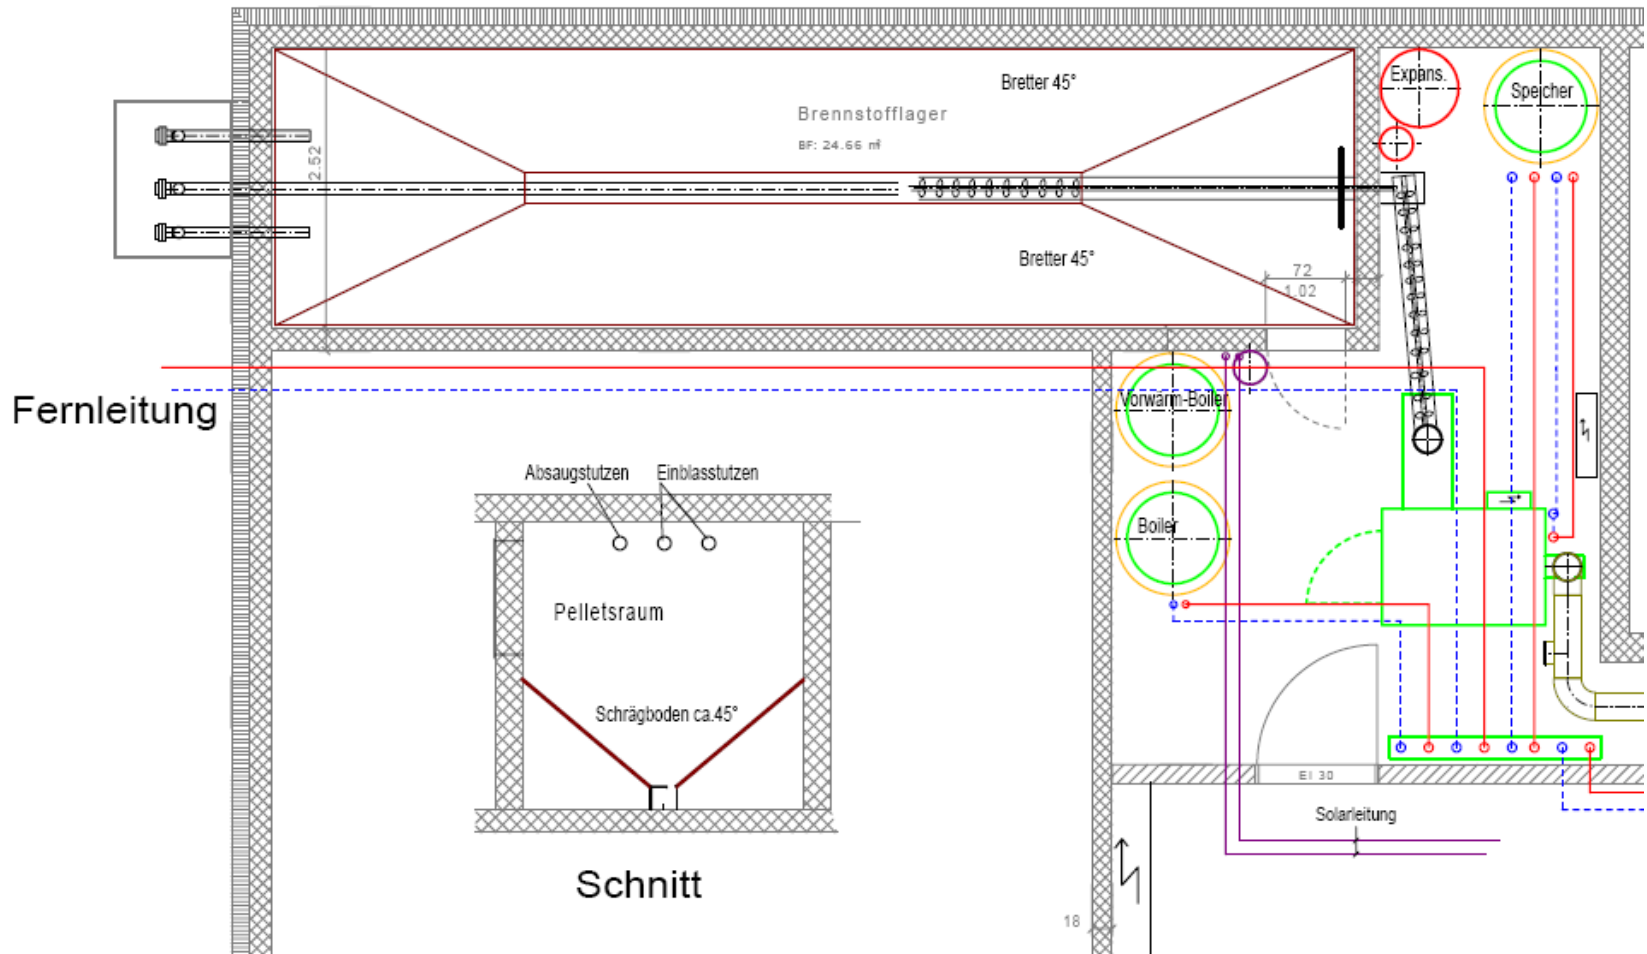 Bretter 45°
Expans.
Speicher
Brennstofflager
BF: 24.66 m²
2.52
Bretter 45°
72
1.02
Fernleitung
Vorwärm-Boiler
Absaugstutzen Einblasstutzen
Boiler
Pelletsraum
Schrägboden ca.45°
EI 30
Solarleitung
Schnitt
18